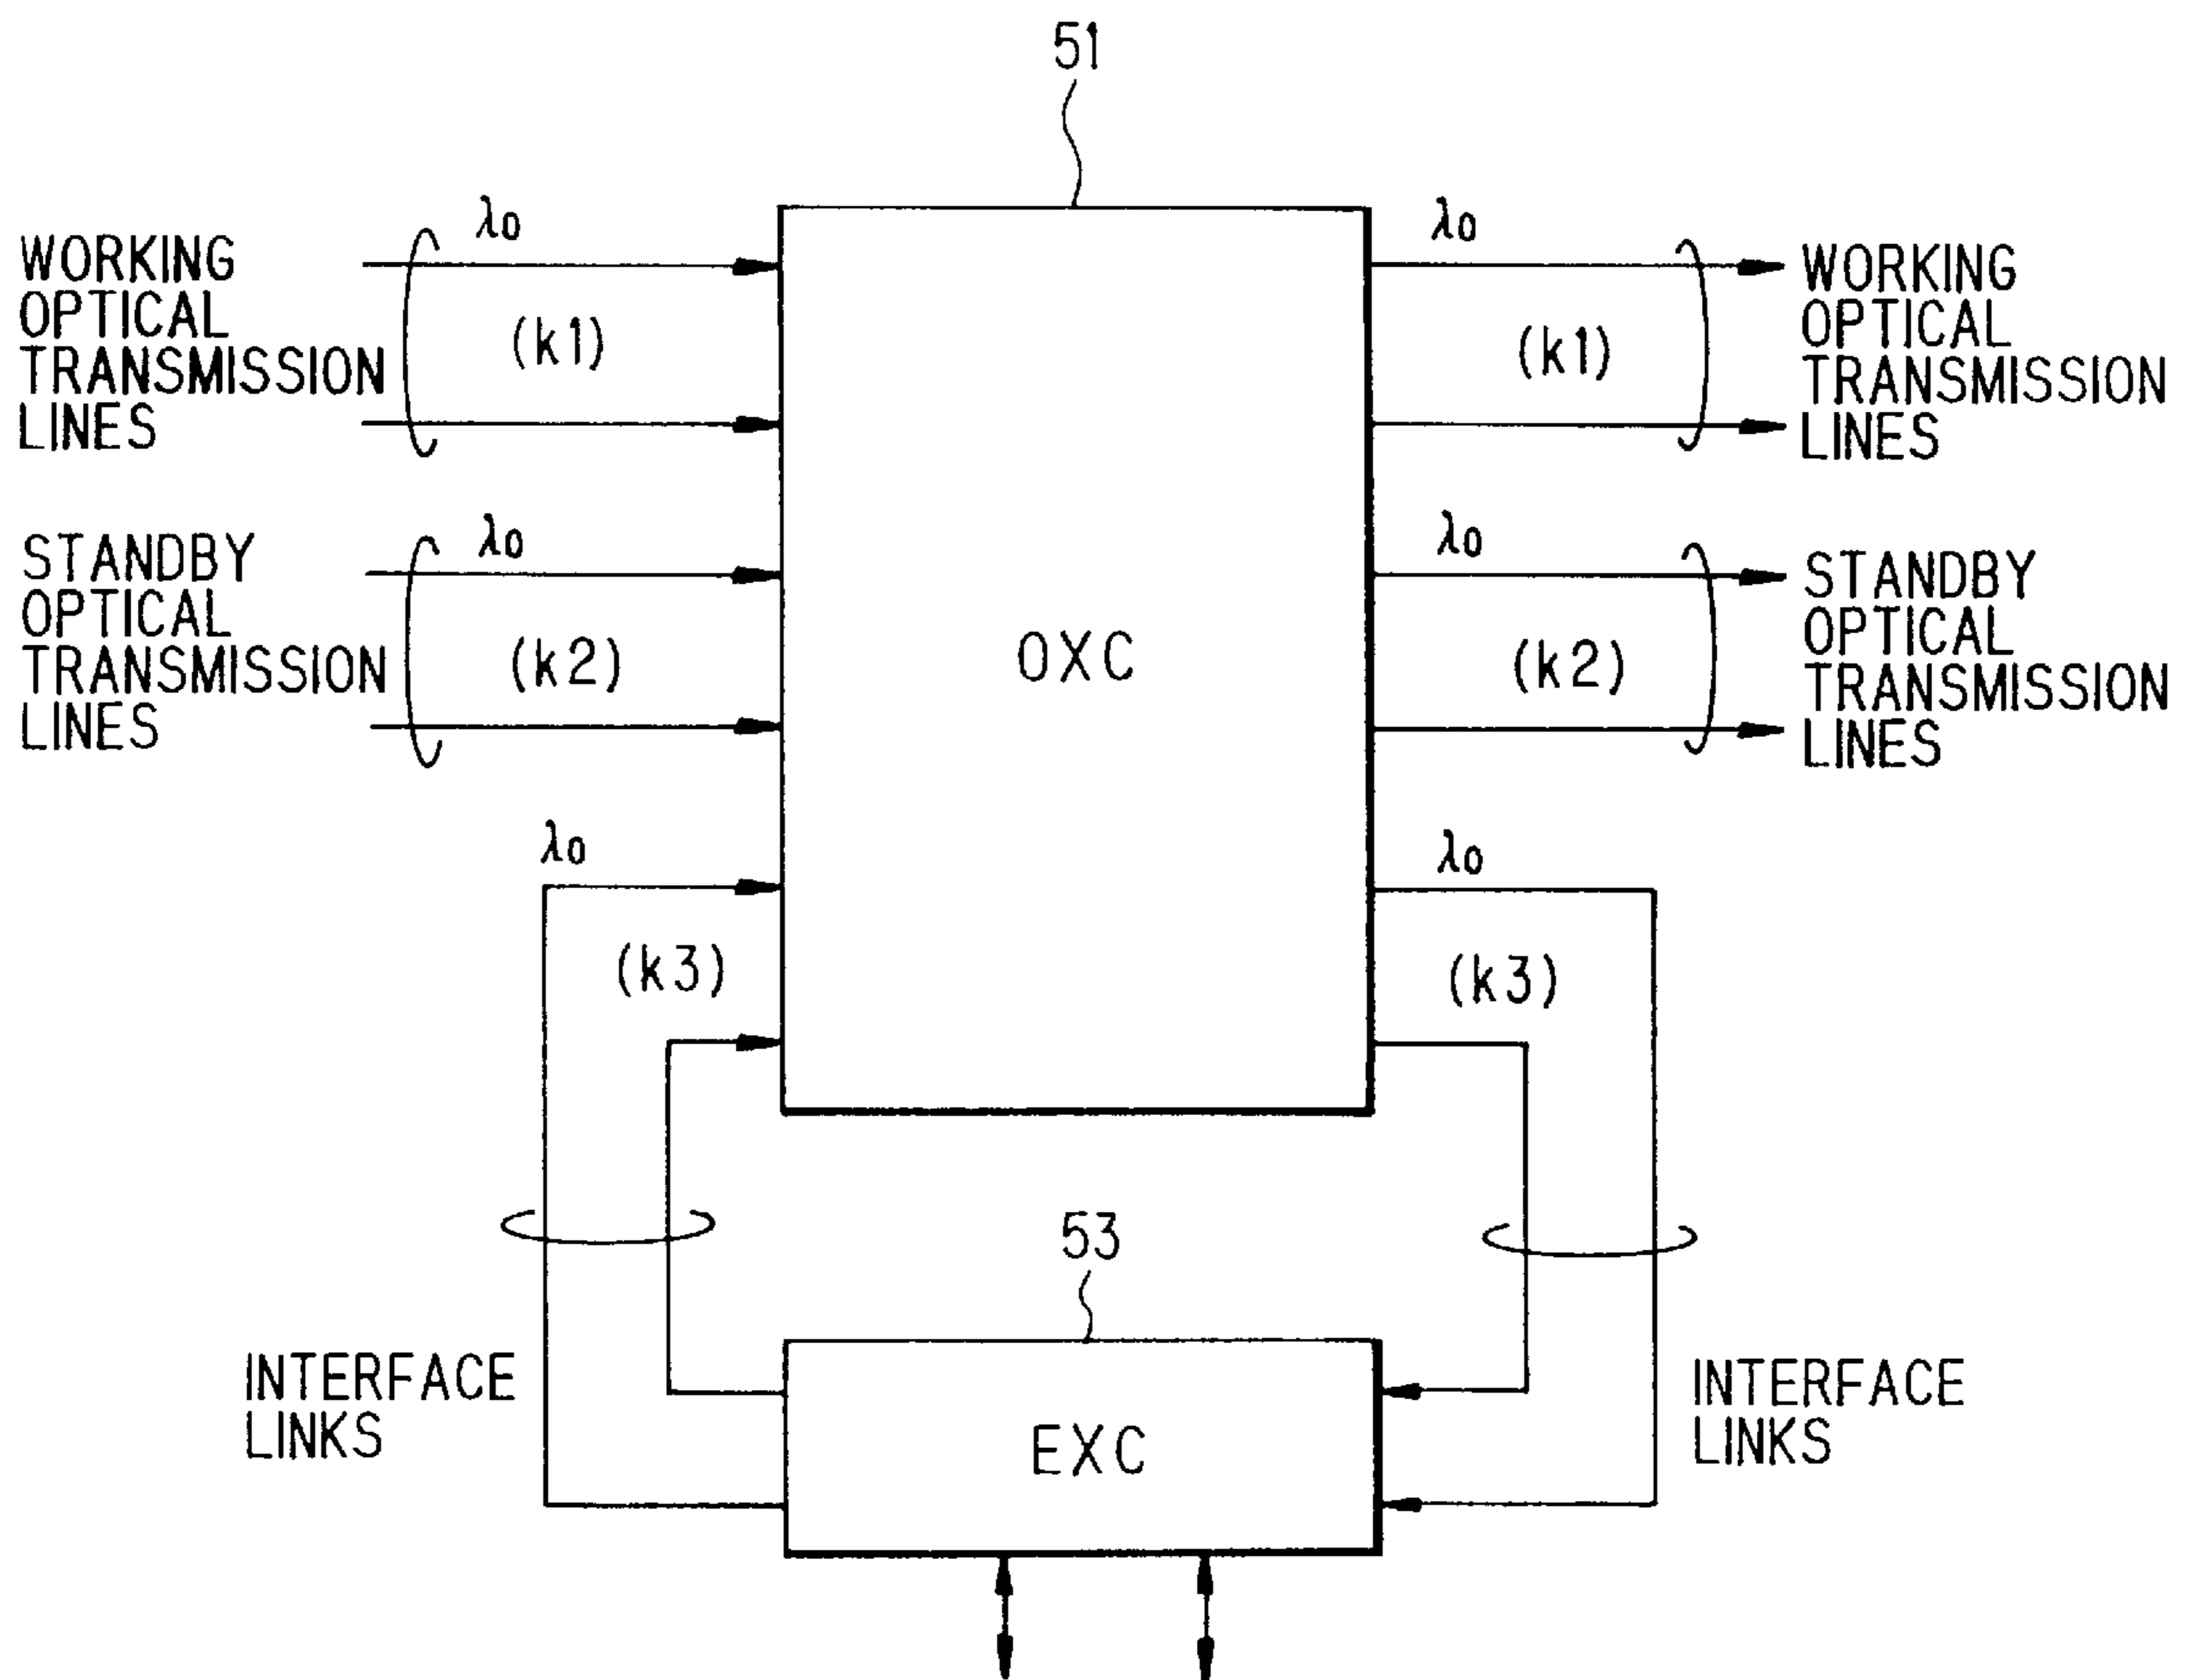 51
λ0
λ0
WORKING
OPTICAL
TRANSMISSION
LINES
(k1)
(k1)
WORKING
OPTICAL
TRANSMISSION
LINES
λ0
λ0
STANDBY
OPTICAL
TRANSMISSION
LINES
(k2)
OXC
(k2)
STANDBY
OPTICAL
TRANSMISSION
LINES
λ0
λ0
(k3)
(k3)
53
INTERFACE
LINKS
EXC
INTERFACE
LINKS